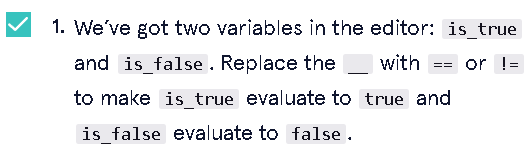 1. We've got two variables in the editor: is_true
and is_false. Replace the __ with == or !=
to make is_true evaluate to true and
is_false evaluate to false.